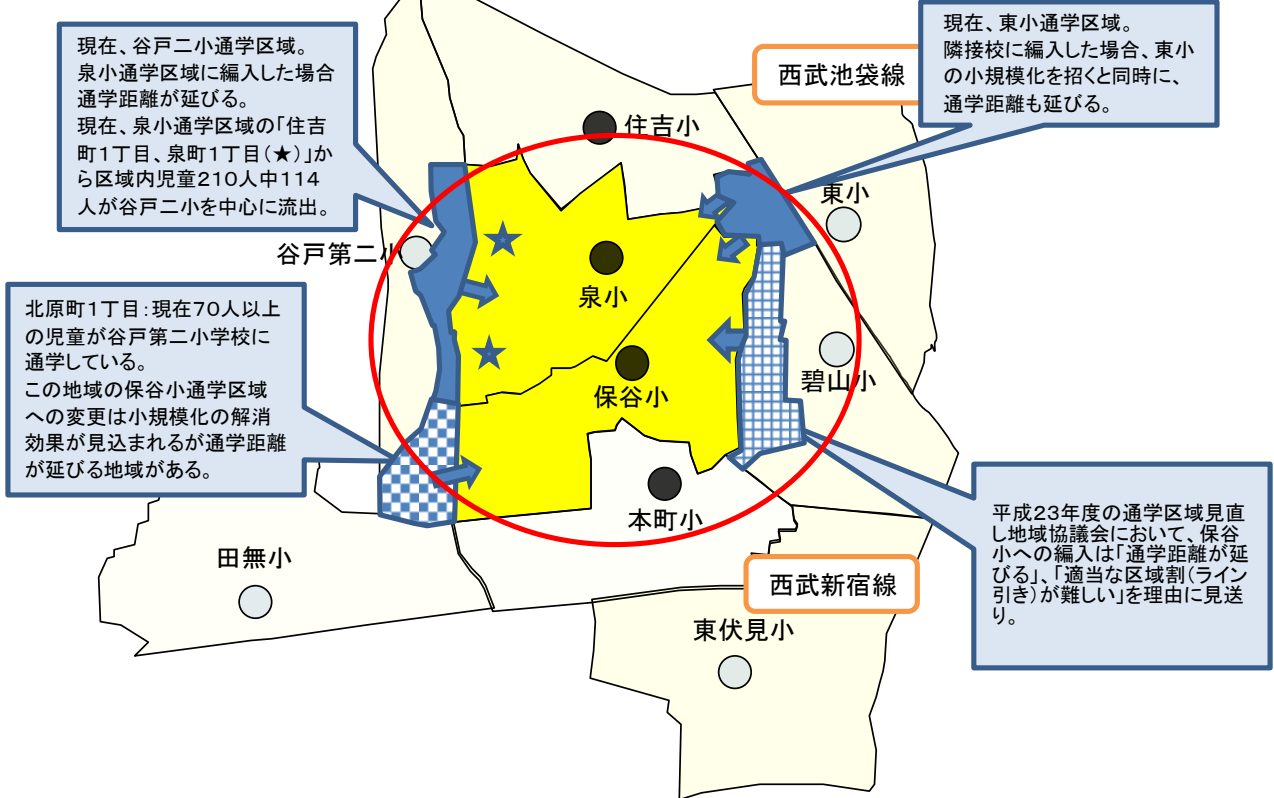 現在、谷戸二小通学区域。
泉小通学区域に編入した場合
通学距離が延びる。
現在、泉小通学区域の「住吉
町1丁目、泉町1丁目(★)」か
ら区域内児童210人中114
人が谷戸二小を中心に流出。
現在、東小通学区域。
隣接校に編入した場合、東小
の小規模化を招くと同時に、
通学距離も延びる。
西武池袋線
住吉小
東小
谷戸第二小
泉小
北原町1丁目:現在70人以上
の児童が谷戸第二小学校に
通学している。
この地域の保谷小通学区域
への変更は小規模化の解消
効果が見込まれるが通学距離
が延びる地域がある。
保谷小
碧山小
本町小
平成23年度の通学区域見直
し地域協議会において、保谷
小への編入は「通学距離が延
びる」、「適当な区域割(ライン
引き)が難しい」を理由に見送
り。
田無小
西武新宿線
東伏見小